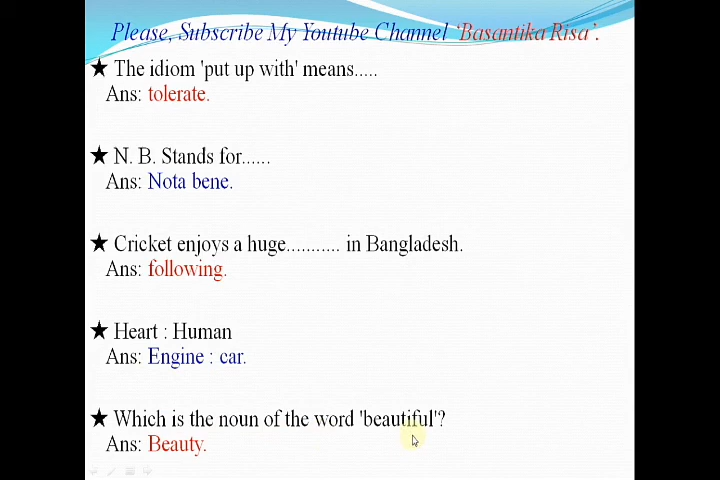 Please, Subscribe My Youtube Channel ‘Basantika Risa’.
★ The idiom 'put up with' means.....
Ans: tolerate.
★ N. B. Stands for......
Ans: Nota bene.
★ Cricket enjoys a huge........... in Bangladesh.
Ans: following.
★ Heart : Human
Ans: Engine : car.
★ Which is the noun of the word 'beautiful'?
Ans: Beauty.